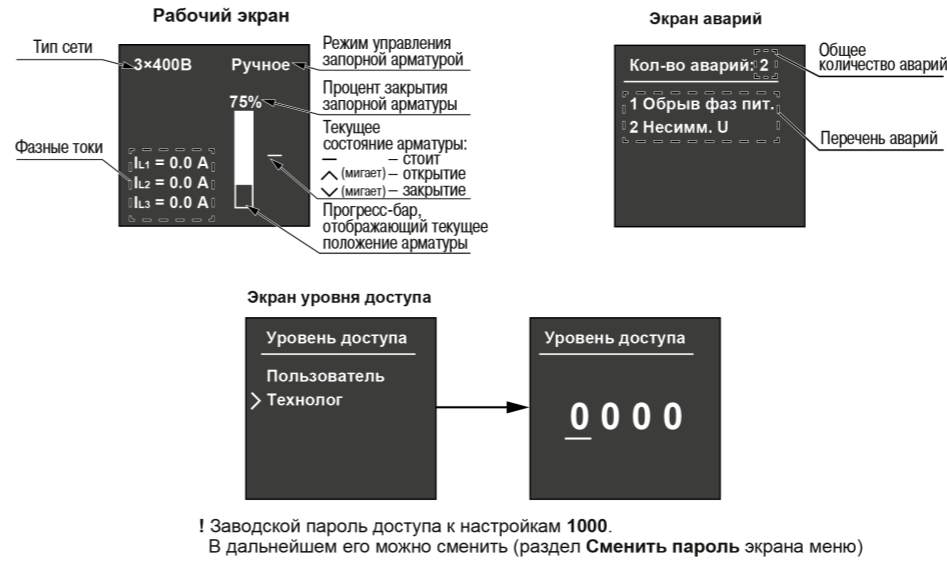 Рабочий экран
Тип сети
3×400В
Ручное
Режим управления
запорной арматурой
75%
Процент закрытия
запорной арматуры
Фазные токи
IL1 = 0.0 A
IL2 = 0.0 A
IL3 = 0.0 A
Текущее
состояние арматуры:
— – стоит
(мигает) – открытие
(мигает) – закрытие
Прогресс-бар,
отображающий текущее
положение арматуры
Экран аварий
Кол-во аварий: 2
1 Обрыв фаз пит.
2 Несимм. U
Общее
количество аварий
Перечень аварий
Экран уровня доступа
Уровень доступа
Пользователь
> Технолог
Уровень доступа
0 0 0 0
! Заводской пароль доступа к настройкам 1000.
В дальнейшем его можно сменить (раздел Сменить пароль экрана меню)